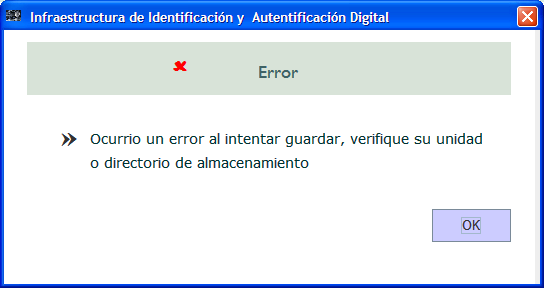 Infraestructura de Identificación y  Autentificación Digital
Error
Ocurrio un error al intentar guardar, verifique su unidad
o directorio de almacenamiento
OK